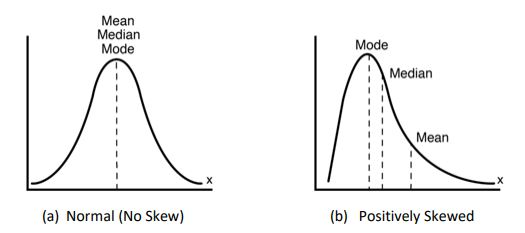 Mean
Median
Mode
x
(a) Normal (No Skew)
Mode
Median
Mean
x
(b) Positively Skewed